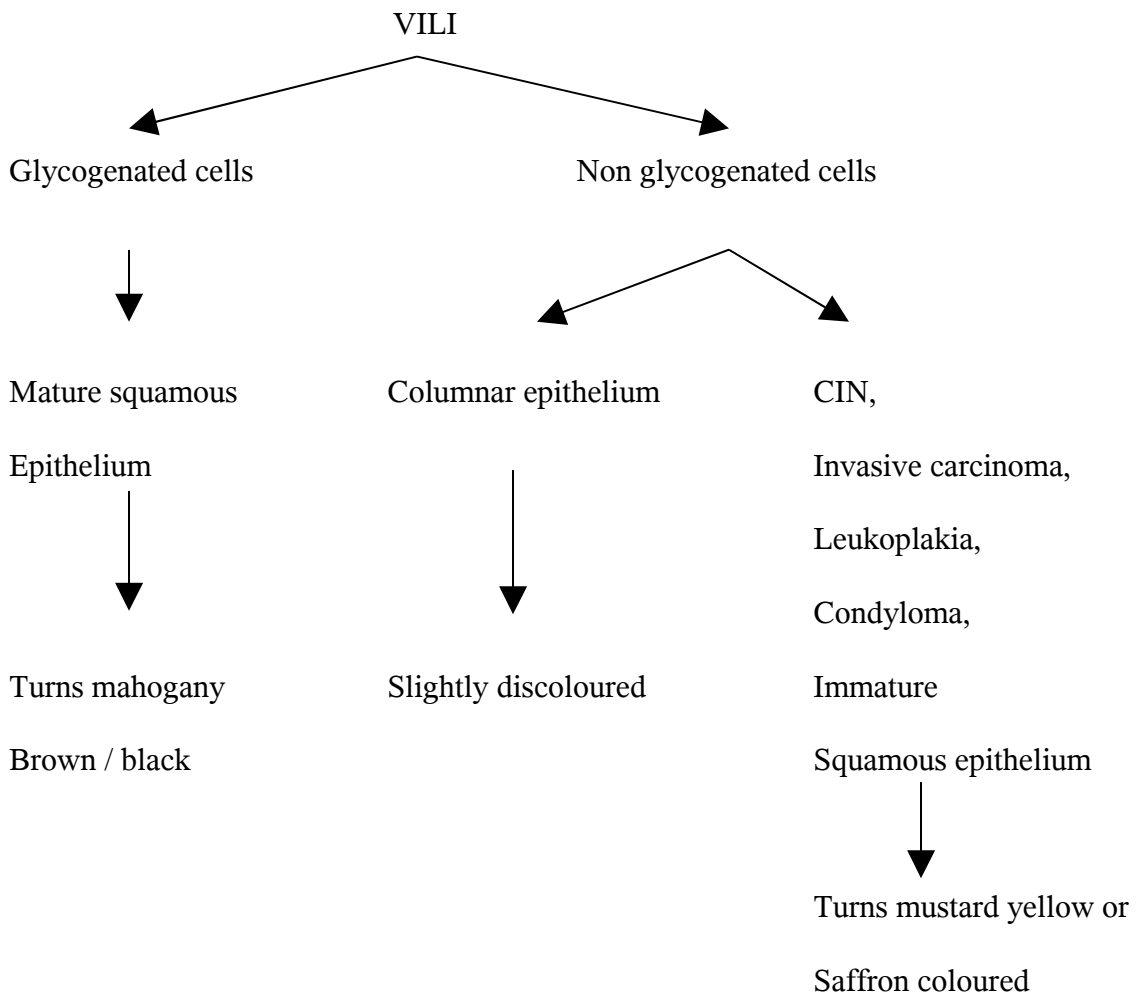 VILI
Glycogenated cells
Non glycogenated cells
Mature squamous
Epithelium
Turns mahogany
Brown / black
Columnar epithelium
Slightly discoloured
CIN,
Invasive carcinoma,
Leukoplakia,
Condyloma,
Immature
Squamous epithelium
Turns mustard yellow or
Saffron coloured